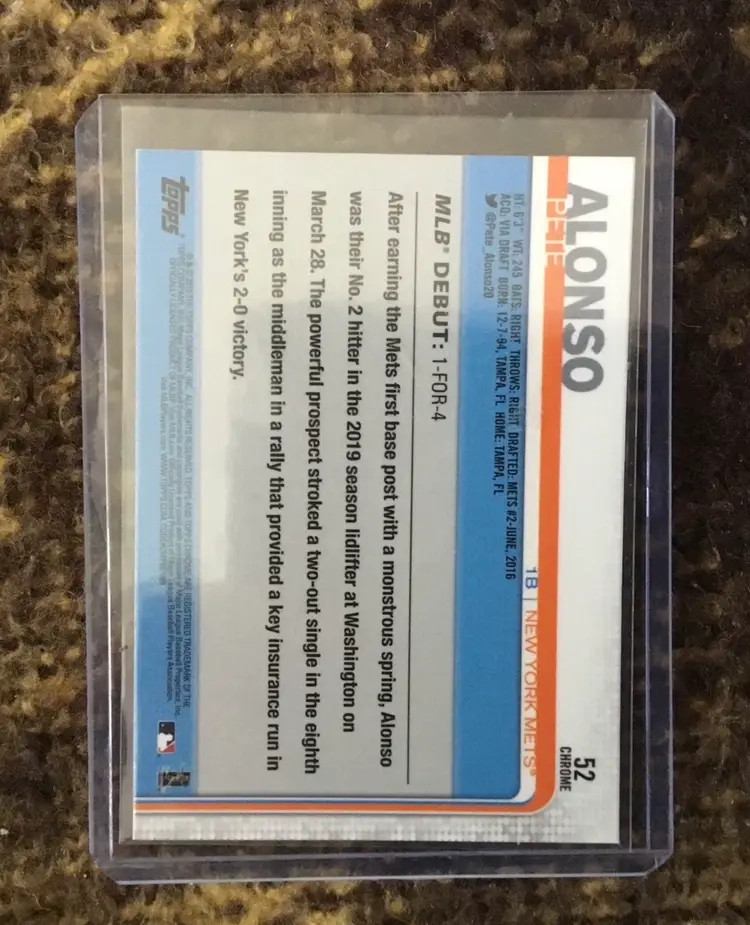 PETE
ALONSO
52
CHROME
1B | NEW YORK METS®
HT: 6'3" WT: 245 BATS: RIGHT THROWS: RIGHT DRAFTED: METS #2-JUNE, 2016
ACQ: VIA DRAFT BORN: 12-7-94, TAMPA, FL HOME: TAMPA, FL
@Pete_Alonso20
MLB® DEBUT: 1-FOR-4
After earning the Mets first base post with a monstrous spring, Alonso
was their No. 2 hitter in the 2019 season lidlifter at Washington on
March 28. The powerful prospect stroked a two-out single in the eighth
inning as the middleman in a rally that provided a key insurance run in
New York's 2-0 victory.
topps